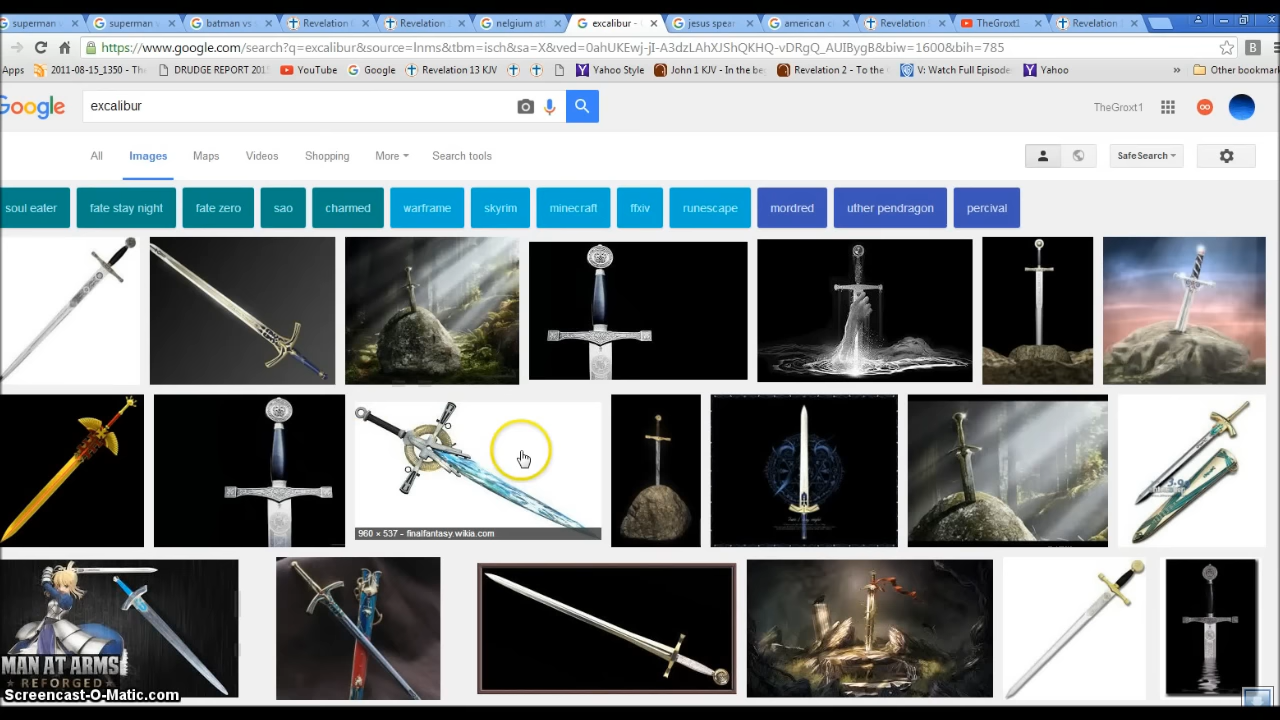 superman v
superman v
batman vs s
Revelation 
Revelation 
nelgium att
excalibur - 
jesus spear
american c
Revelation 
TheGrox1
Revelation 
https://www.google.com/search?q=excalibur&source=lnms&tbm=isch&sa=X&ved=0ahUKEwj-jI-A3dzLAhXJShQKHQ-vDRgQ_AUIBygB&biw=1600&bih=785
B
Apps
2011-08-15_1350 - The
DRUDGE REPORT 2015
YouTube
Google
Revelation 13 KJV
Yahoo Style
John 1 KJV - In the be
Revelation 2 - To the
V: Watch Full Episode
Yahoo
»
Other bookmark
Google
excalibur
TheGroxt1
All
Images
Maps
Videos
Shopping
More
Search tools
SafeSearch
soul eater
fate stay night
fate zero
sao
charmed
warframe
skyrim
minecraft
ffxiv
runescape
mordred
uther pendragon
percival
960 × 537 - finalfantasy.wikia.com
MAN AT ARMS
REFORGED
Screencast-O-Matic.com